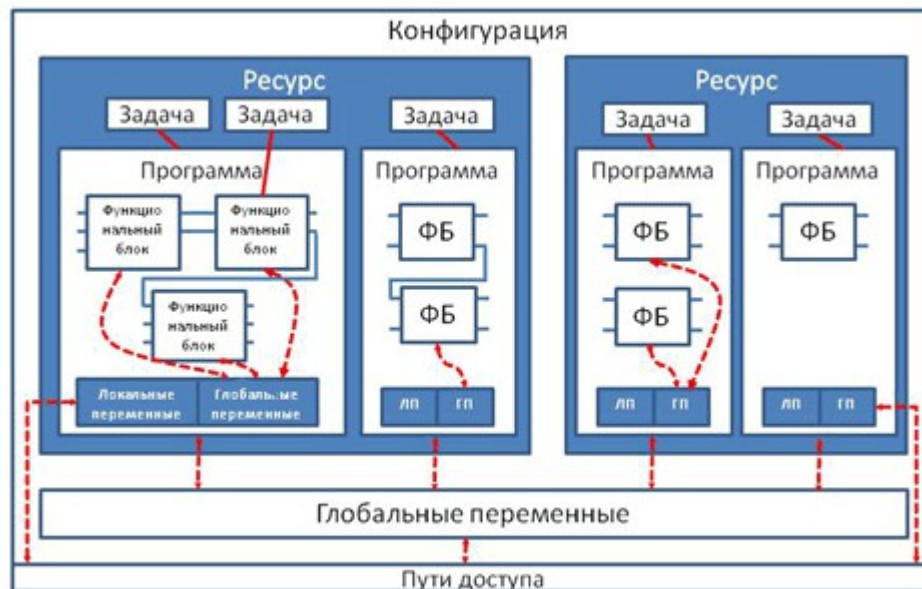 Конфигурация
Ресурс
Ресурс
Задача
Задача
Задача
Задача
Задача
Программа
Программа
Программа
Программа
Функцио
нальный
блок
Функцио
нальный
блок
ФБ
ФБ
ФБ
Функцио
нальный
блок
ФБ
ФБ
Локальные
переменные
Глобальные
переменные
ЛП
ГП
ЛП
ГП
ЛП
ГП
Глобальные переменные
Пути доступа